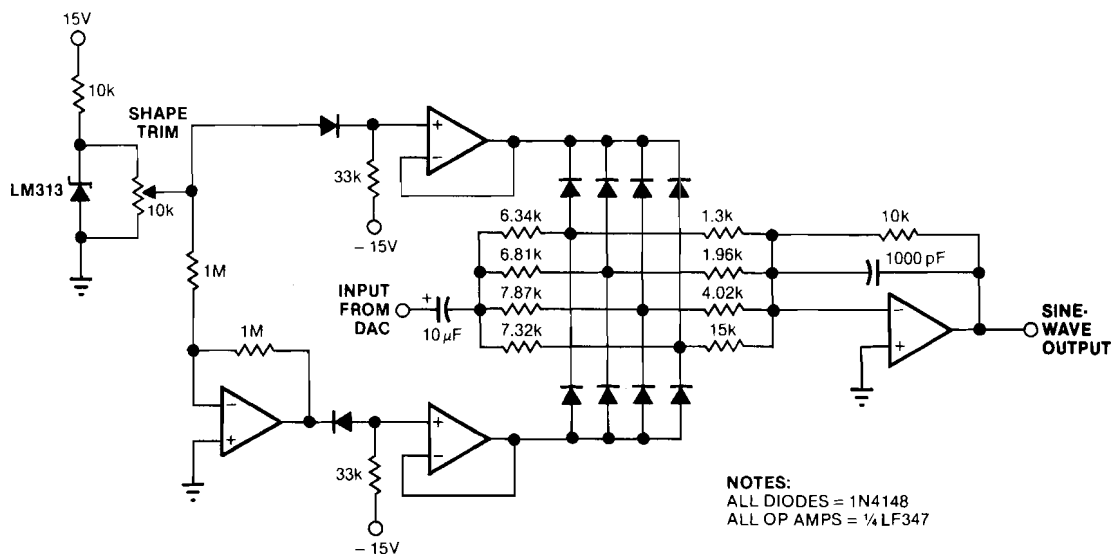 15V
10k
SHAPE
TRIM
LM313
10k
33k
- 15V
1M
1M
33k
- 15V
+
-
-
+
+
-
INPUT
FROM
DAC
+
10 μF
6.34k
6.81k
7.87k
7.32k
1.3k
1.96k
4.02k
15k
10k
1000 pF
-
+
SINE-
WAVE
OUTPUT
NOTES:
ALL DIODES = 1N4148
ALL OP AMPS = ¼ LF347